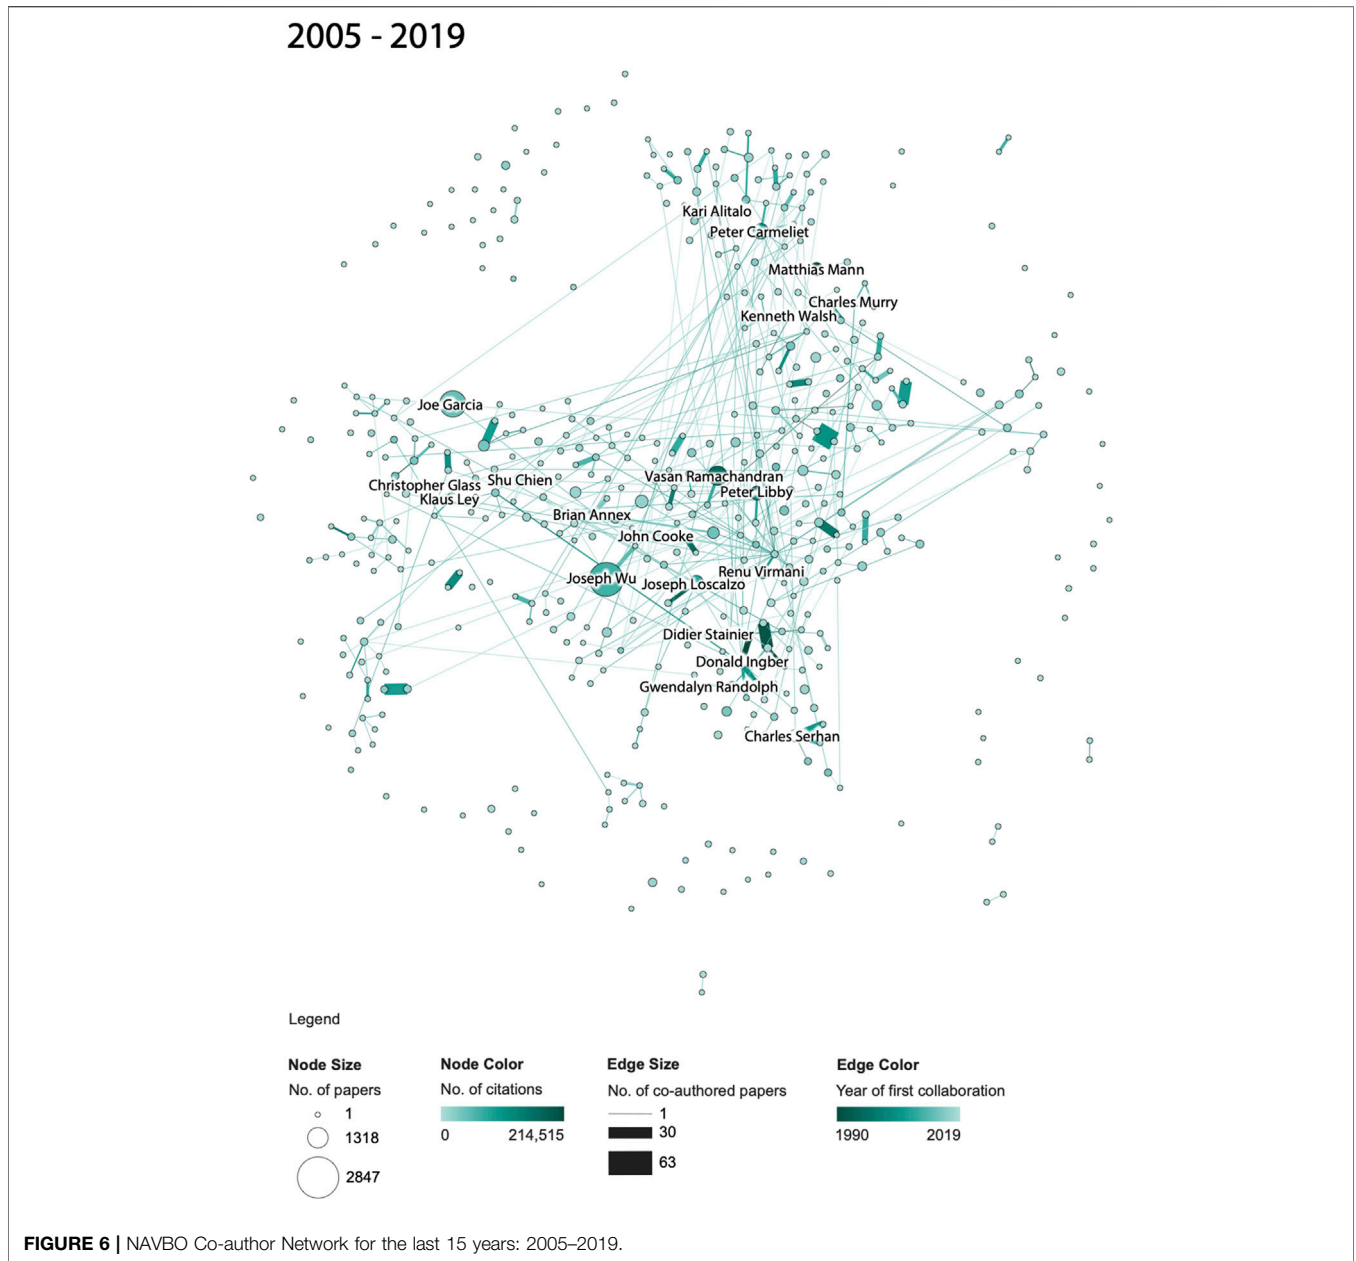 2005 - 2019
Kari Alitalo
Peter Carmeliet
Matthias Mann
Charles Murry
Kenneth Walsh
Joe Garcia
Vasan Ramachandran
Christopher Glass
Shu Chien
Peter Libby
Klaus Ley
Brian Annex
John Cooke
Renu Virmani
Joseph Wu
Joseph Loscalzo
Didier Stainier
Donald Ingber
Gwendalyn Randolph
Charles Serhan
Legend
Node Size
No. of papers
1
1318
2847
Node Color
No. of citations
0 214,515
Edge Size
No. of co-authored papers
1
30
63
Edge Color
Year of first collaboration
1990 2019
FIGURE 6 | NAVBO Co-author Network for the last 15 years: 2005–2019.